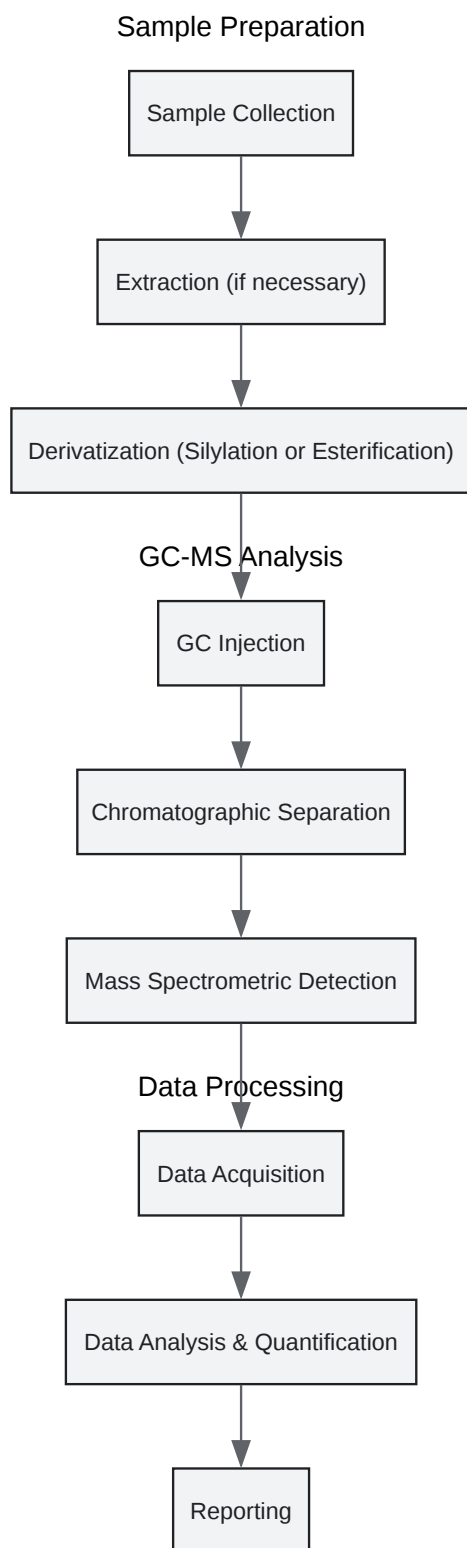 Sample Preparation
Sample Collection
Extraction (if necessary)
Derivatization (Silylation or Esterification)
GC-MS Analysis
GC Injection
Chromatographic Separation
Mass Spectrometric Detection
Data Processing
Data Acquisition
Data Analysis & Quantification
Reporting